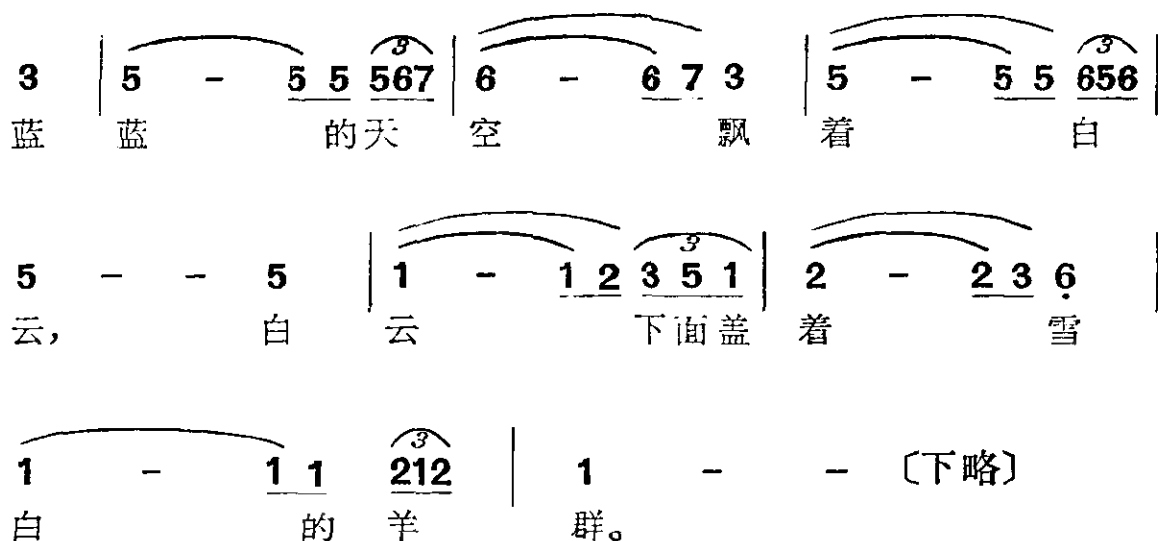 3 | 5 - 5 5 567 | 6 - 6 7 3 | 5 - 5 5 656 |
蓝 蓝 的天 空 飘 着 白
5 - - 5 | 1 - 1 2 3 5 1 | 2 - 2 3 6̣ |
云, 白 云 下面盖 着 雪
1 - 1 1 212 | 1 - - 〔下略〕
白 的 羊 群。